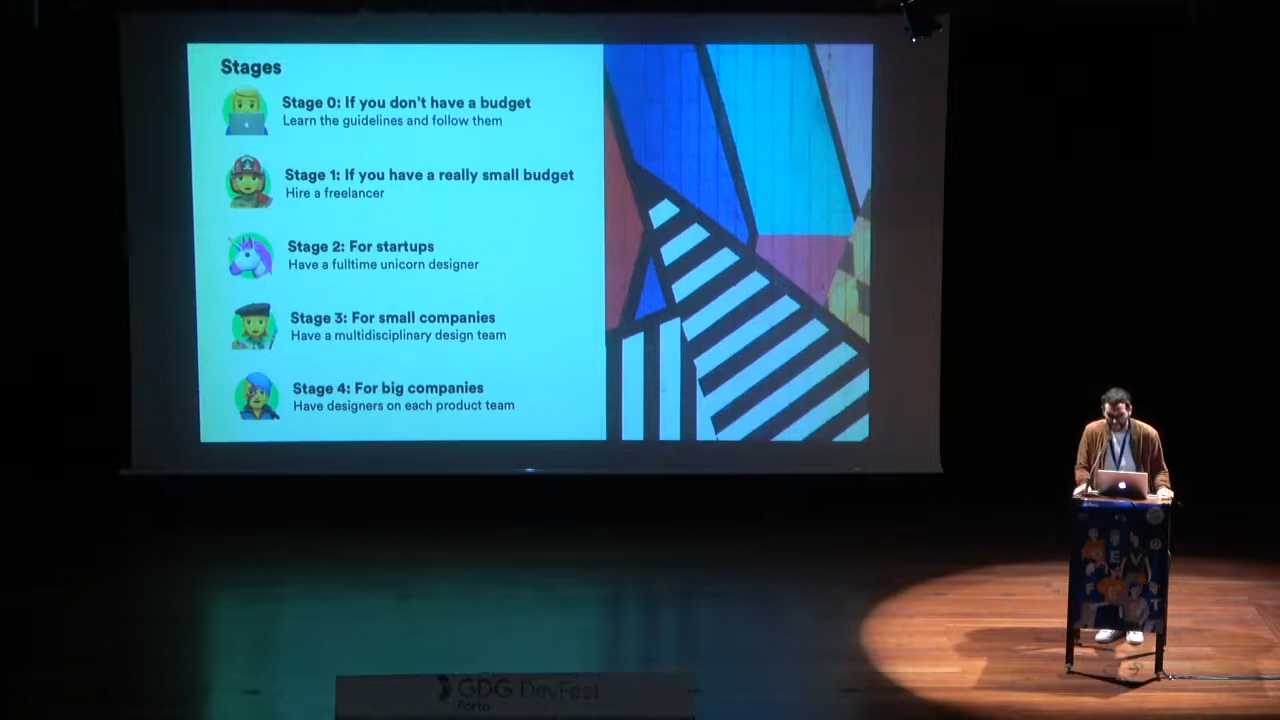 Stages
Stage 0: If you don't have a budget
Learn the guidelines and follow them
Stage 1: If you have a really small budget
Hire a freelancer
Stage 2: For startups
Have a fulltime unicorn designer
Stage 3: For small companies
Have a multidisciplinary design team
Stage 4: For big companies
Have designers on each product team
GDG DevFest
Porto